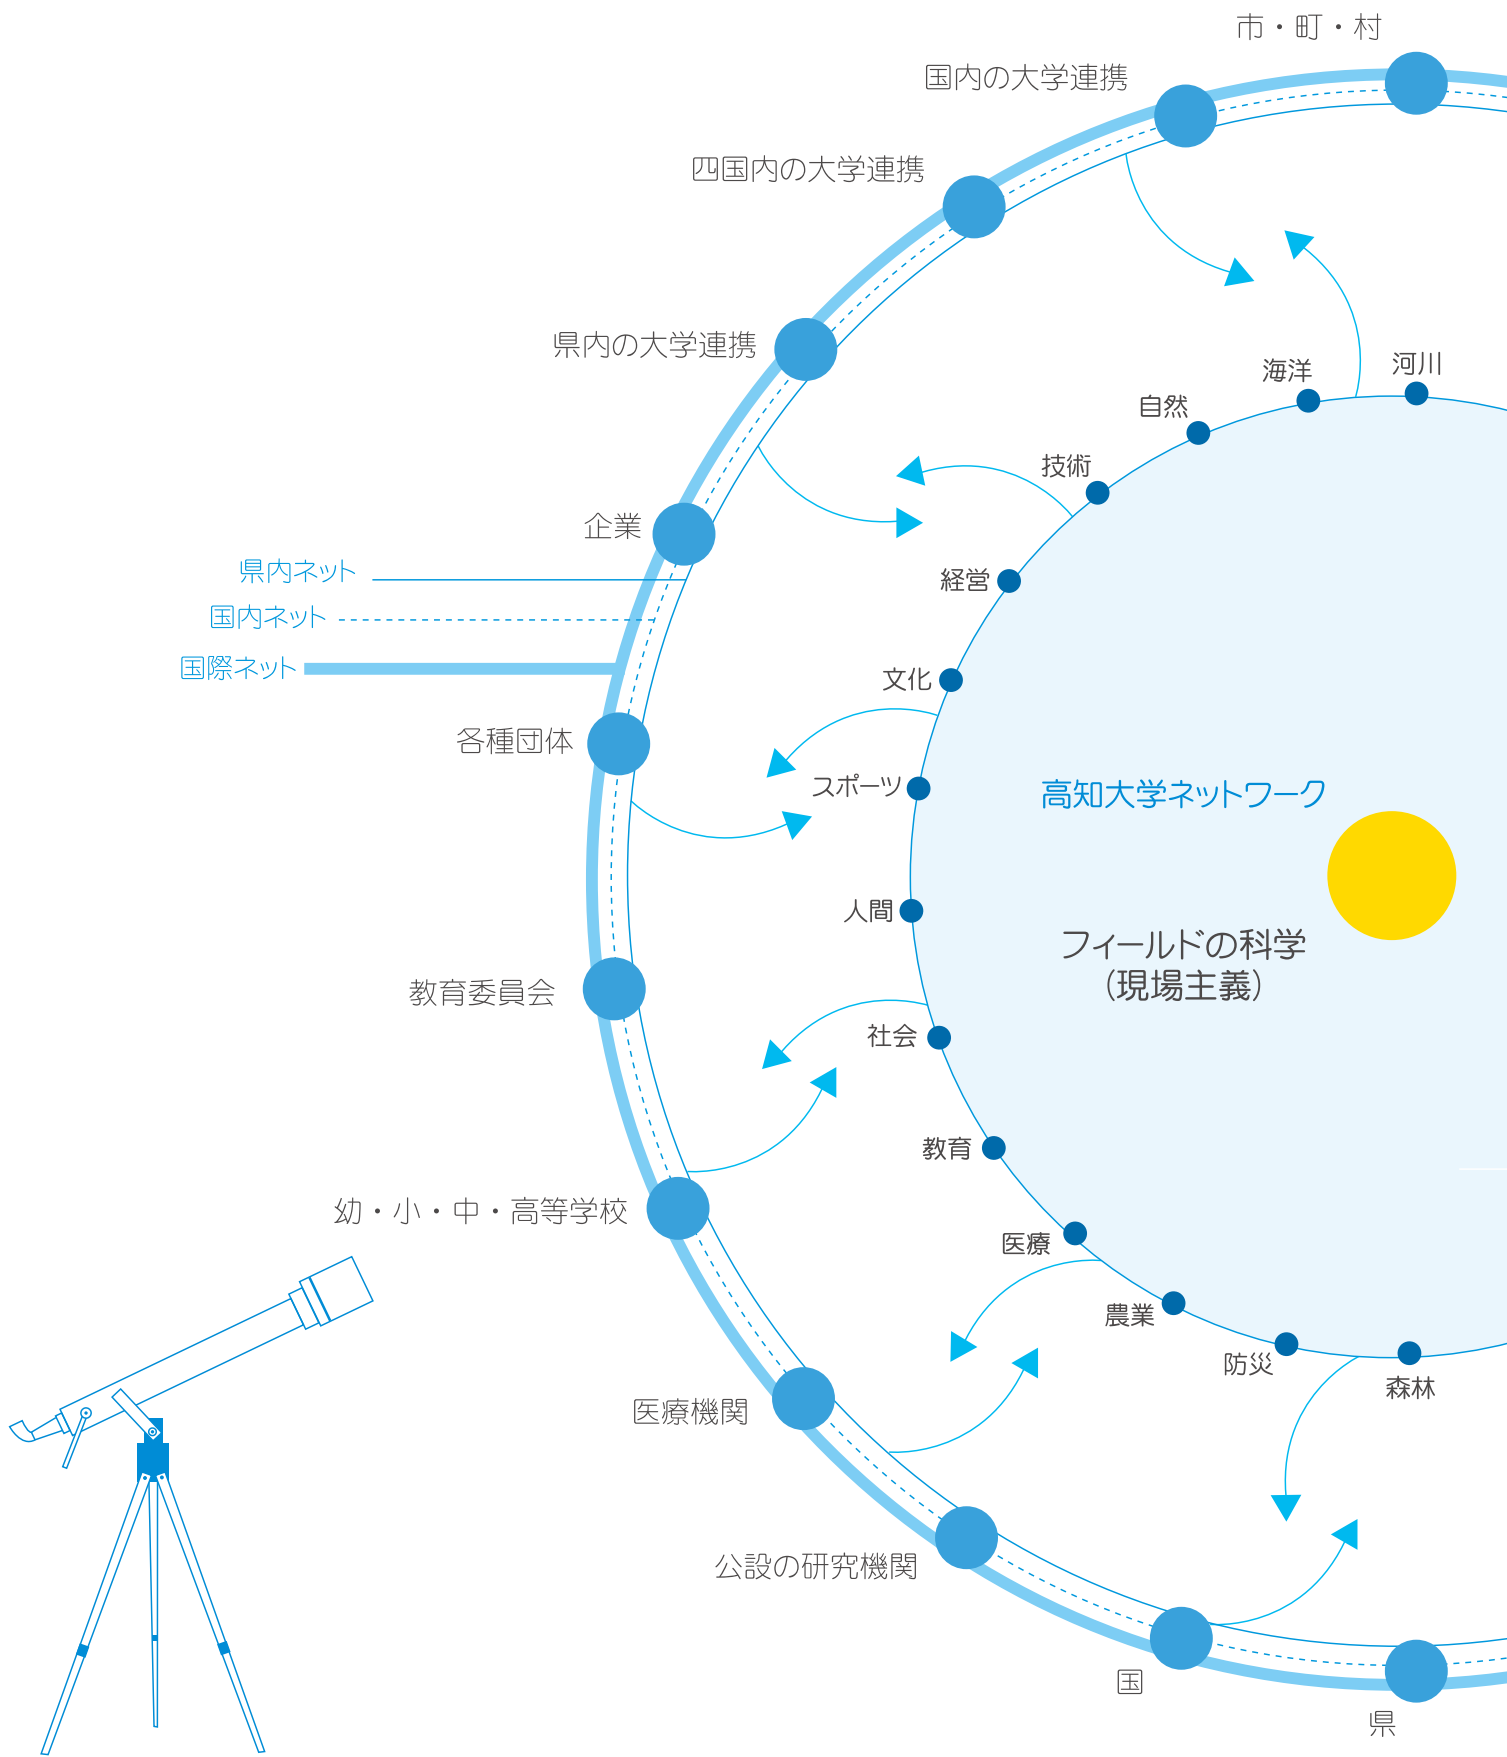 市・町・村
国内の大学連携
四国内の大学連携
県内の大学連携
企業
県内ネット
国内ネット
国際ネット
各種団体
教育委員会
幼・小・中・高等学校
医療機関
公設の研究機関
国
県
河川
海洋
自然
技術
経営
文化
スポーツ
人間
社会
教育
医療
農業
防災
森林
高知大学ネットワーク
フィールドの科学
(現場主義)